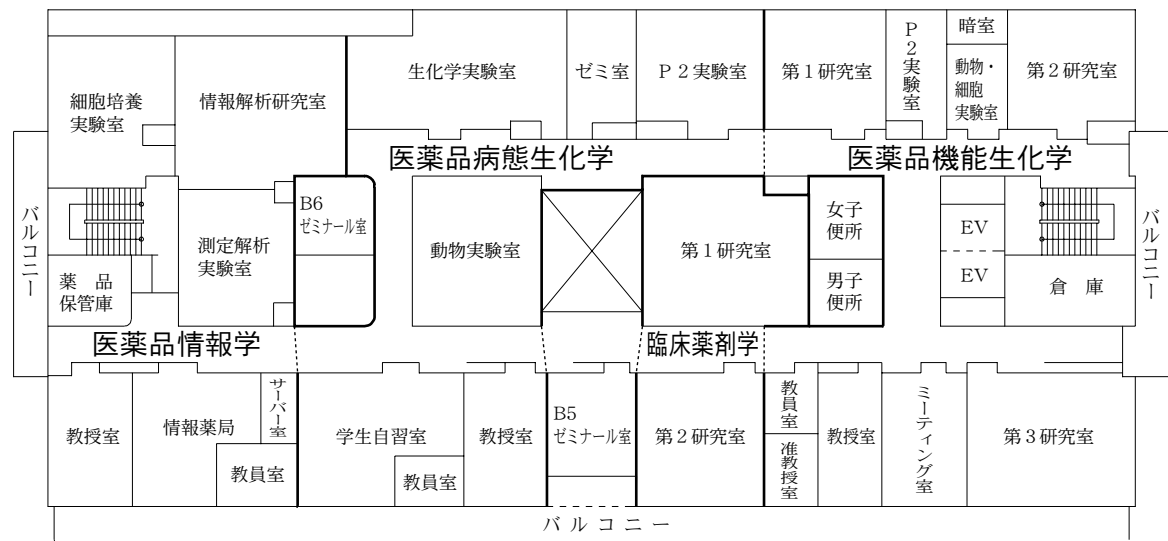 細胞培養
実験室
情報解析研究室
生化学実験室
ゼミ室
P2実験室
第1研究室
P2実験室
暗室
動物・
細胞
実験室
第2研究室
医薬品病態生化学
医薬品機能生化学
バルコニー
薬 品
保管庫
測定解析
実験室
B6
ゼミナール室
動物実験室
第1研究室
女子
便所
男子
便所
EV
EV
倉 庫
バルコニー
医薬品情報学
臨床薬剤学
教授室
情報薬局
サーバー室
教員室
学生自習室
教員室
教授室
B5
ゼミナール室
第2研究室
教員室
准教授室
教授室
ミーティング室
第3研究室
バルコニー